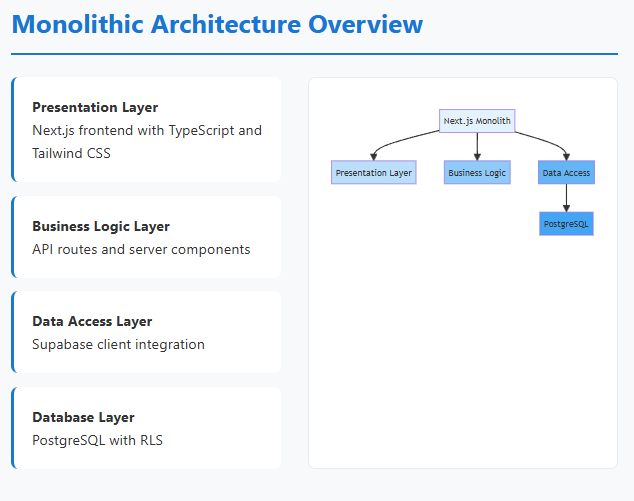 Monolithic Architecture Overview
Presentation Layer
Next.js frontend with TypeScript and
Tailwind CSS
Business Logic Layer
API routes and server components
Data Access Layer
Supabase client integration
Database Layer
PostgreSQL with RLS
Next.js Monolith
Presentation Layer
Business Logic
Data Access
PostgreSQL